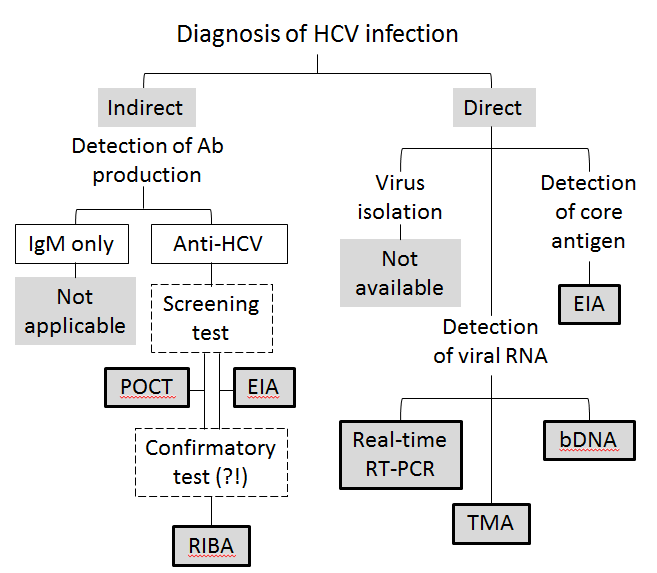 Diagnosis of HCV infection
Indirect
Detection of Ab
production
IgM only
Not
applicable
Anti-HCV
Screening
test
POCT
EIA
Confirmatory
test (?!)
RIBA
Direct
Virus
isolation
Not
available
Detection
of viral RNA
Real-time
RT-PCR
TMA
bDNA
Detection
of core
antigen
EIA